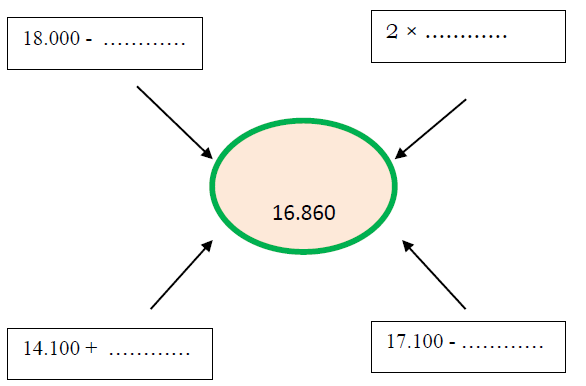 18.000 - …………
2 × …………
16.860
14.100 + …………
17.100 - …………